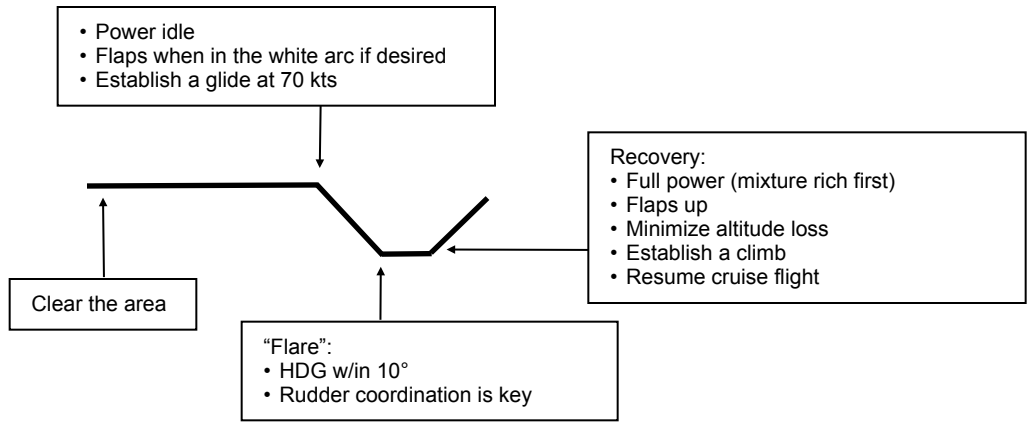 • Power idle
• Flaps when in the white arc if desired
• Establish a glide at 70 kts
Recovery:
• Full power (mixture rich first)
• Flaps up
• Minimize altitude loss
• Establish a climb
• Resume cruise flight
Clear the area
“Flare”:
• HDG w/in 10°
• Rudder coordination is key